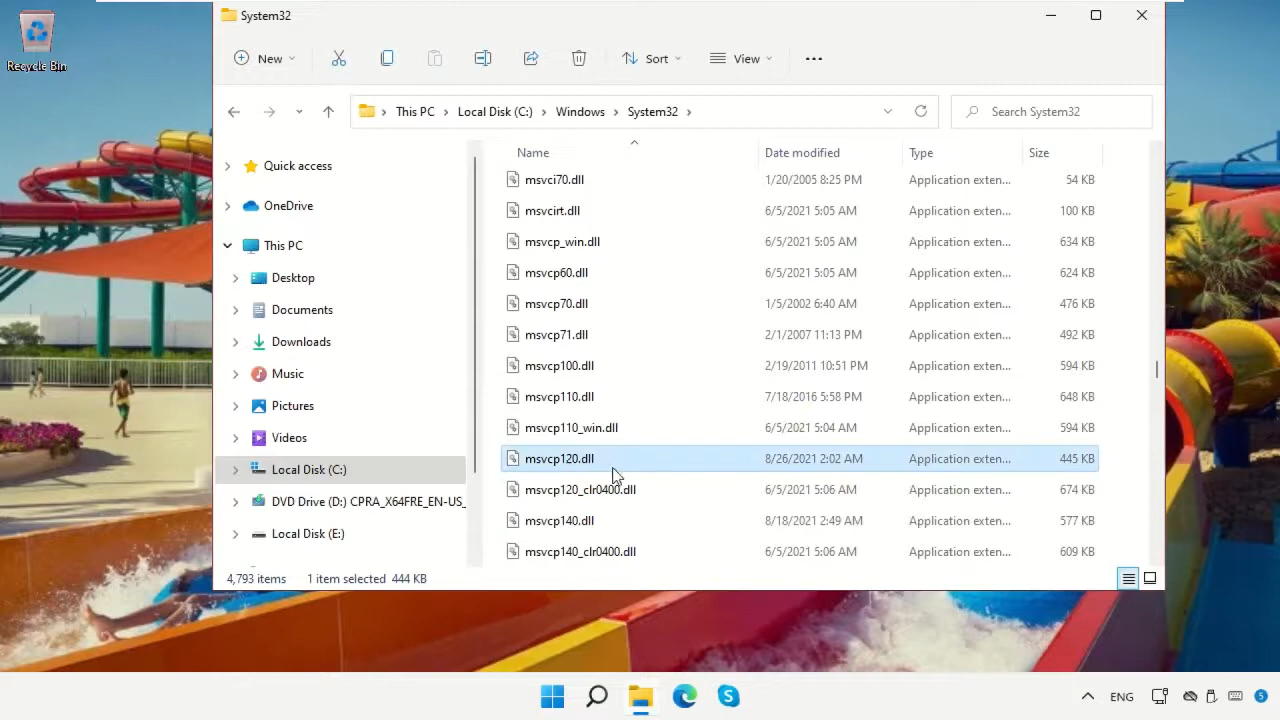 System32
Recycle Bin
New
Sort
View
This PC
Local Disk (C:)
Windows
System32
Search System32
Name
Date modified
Type
Size
Quick access
OneDrive
This PC
Desktop
Documents
Downloads
Music
Pictures
Videos
Local Disk (C:)
DVD Drive (D:) CPRA_X64FRE_EN-US_
Local Disk (E:)
msvci70.dll 1/20/2005 8:25 PM Application exten... 54 KB
msvcirt.dll 6/5/2021 5:05 AM Application exten... 100 KB
msvcp_win.dll 6/5/2021 5:05 AM Application exten... 634 KB
msvcp60.dll 6/5/2021 5:05 AM Application exten... 624 KB
msvcp70.dll 1/5/2002 6:40 AM Application exten... 476 KB
msvcp71.dll 2/1/2007 11:13 PM Application exten... 492 KB
msvcp100.dll 2/19/2011 10:51 PM Application exten... 594 KB
msvcp110.dll 7/18/2016 5:58 PM Application exten... 648 KB
msvcp110_win.dll 6/5/2021 5:04 AM Application exten... 594 KB
msvcp120.dll 8/26/2021 2:02 AM Application exten... 445 KB
msvcp120_clr0400.dll 6/5/2021 5:06 AM Application exten... 674 KB
msvcp140.dll 8/18/2021 2:49 AM Application exten... 577 KB
msvcp140_clr0400.dll 6/5/2021 5:06 AM Application exten... 609 KB
4,793 items 1 item selected 444 KB
ENG
5